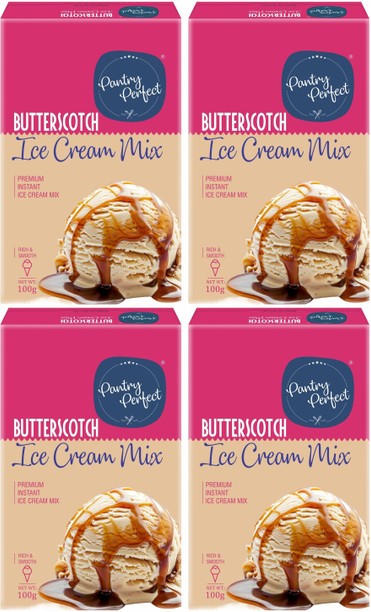 Pantry
Perfect
®
BUTTERSCOTCH
Ice Cream Mix
PREMIUM
INSTANT
ICE CREAM MIX
RICH &
SMOOTH
NET WT.
100g
Pantry
Perfect
®
BUTTERSCOTCH
Ice Cream Mix
PREMIUM
INSTANT
ICE CREAM MIX
RICH &
SMOOTH
NET WT.
100g
BUTTERSCOTCH
Pantry
Perfect
®
BUTTERSCOTCH
Ice Cream Mix
PREMIUM
INSTANT
ICE CREAM MIX
RICH &
SMOOTH
NET WT.
100g
BUTTERSCOTCH
Pantry
Perfect
®
BUTTERSCOTCH
Ice Cream Mix
PREMIUM
INSTANT
ICE CREAM MIX
RICH &
SMOOTH
NET WT.
100g